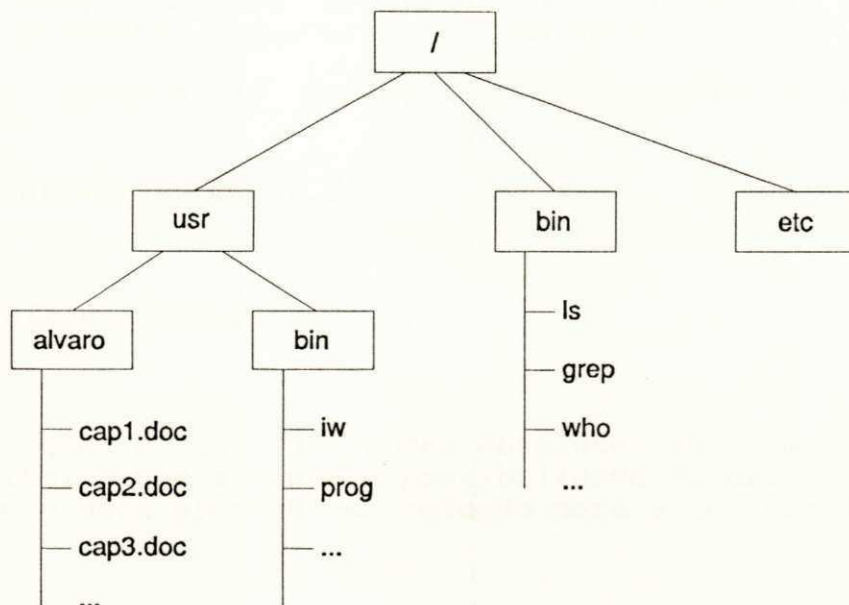 /
usr
bin
etc
alvaro
bin
ls
grep
who
...
cap1.doc
cap2.doc
cap3.doc
...
iw
prog
...